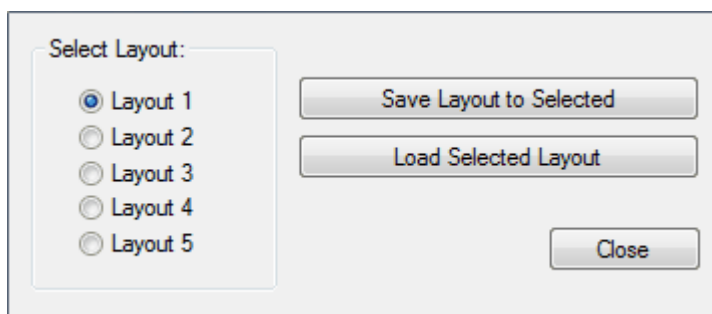 Select Layout:
Layout 1
Layout 2
Layout 3
Layout 4
Layout 5
Save Layout to Selected
Load Selected Layout
Close